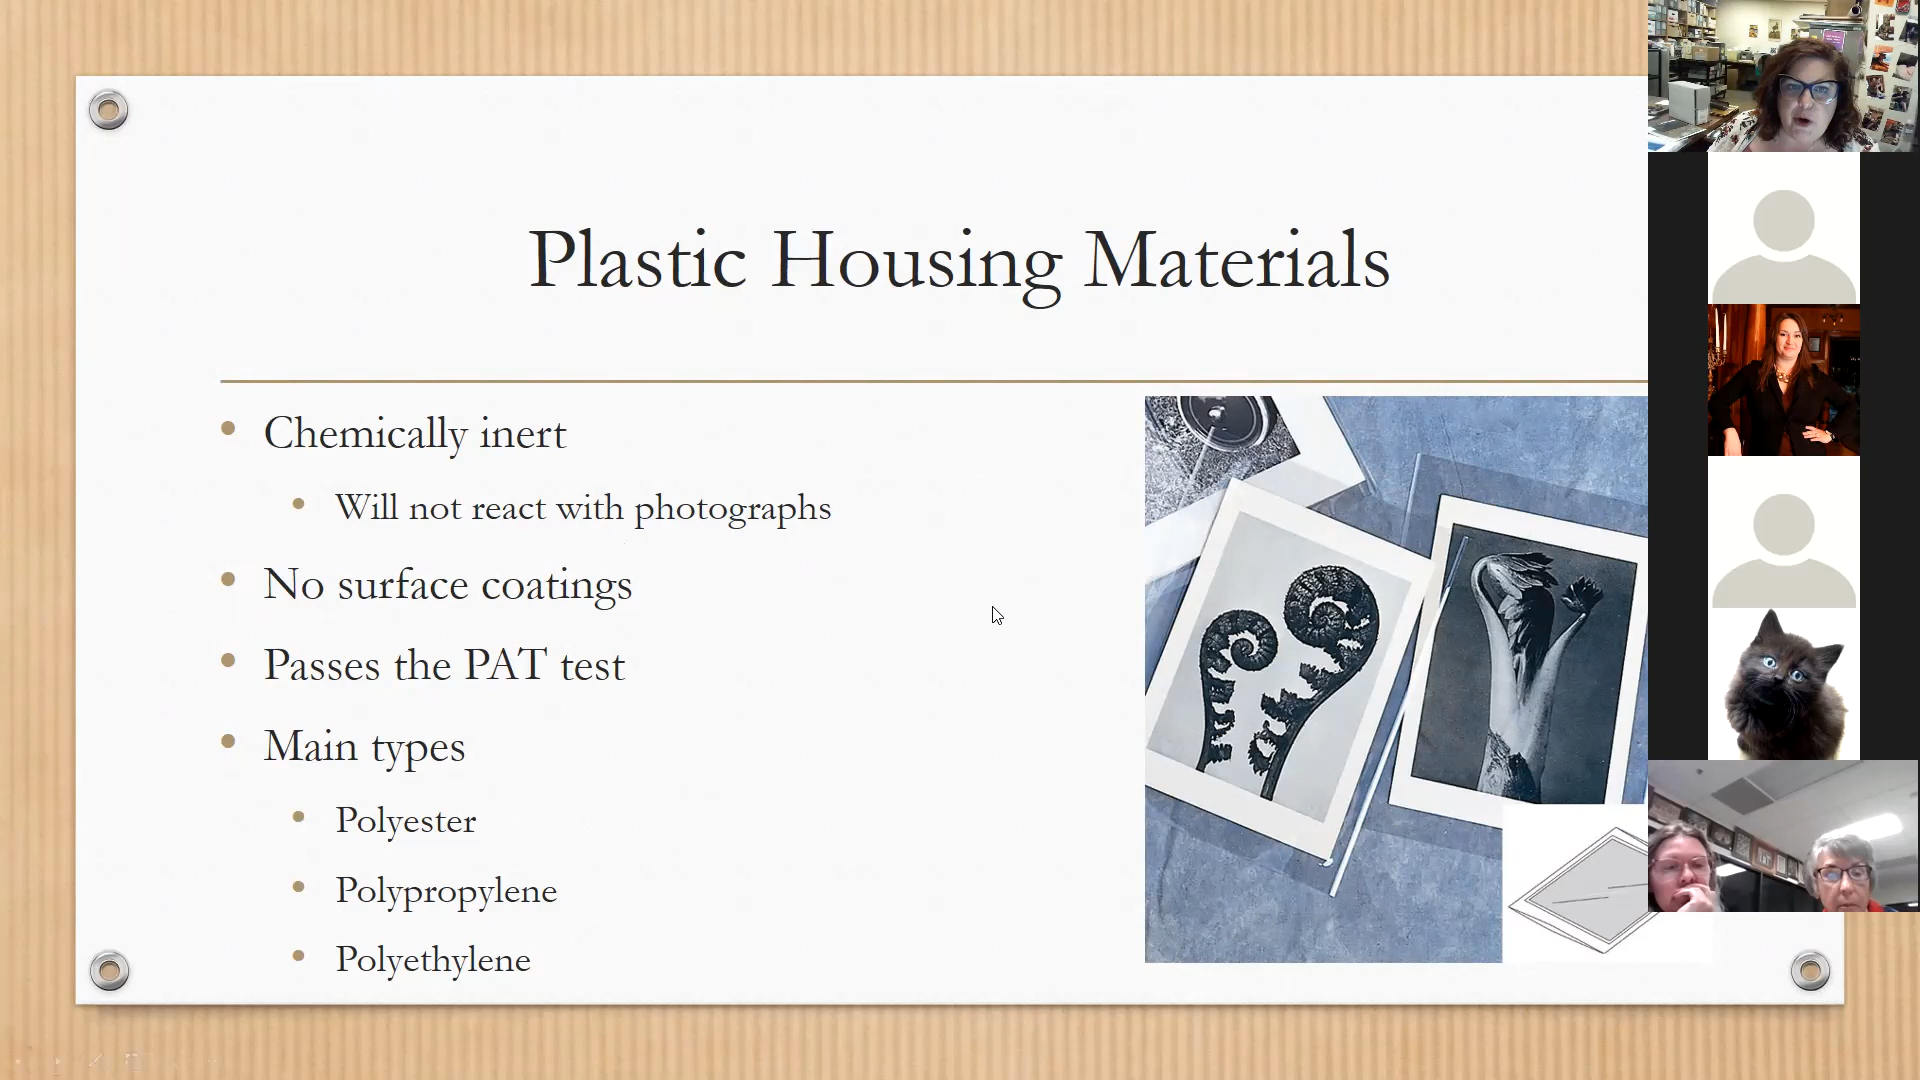 Plastic Housing Materials
Chemically inert
Will not react with photographs
No surface coatings
Passes the PAT test
Main types
Polyester
Polypropylene
Polyethylene